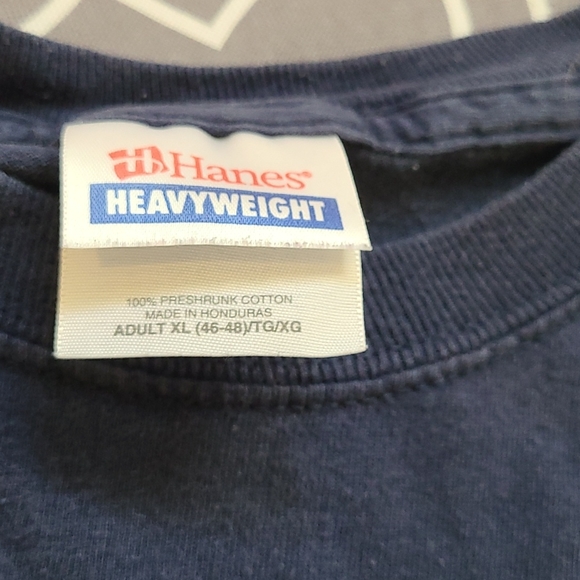 Hanes®
HEAVYWEIGHT
100% PRESHRUNK COTTON
MADE IN HONDURAS
ADULT XL (46-48)/TG/XG